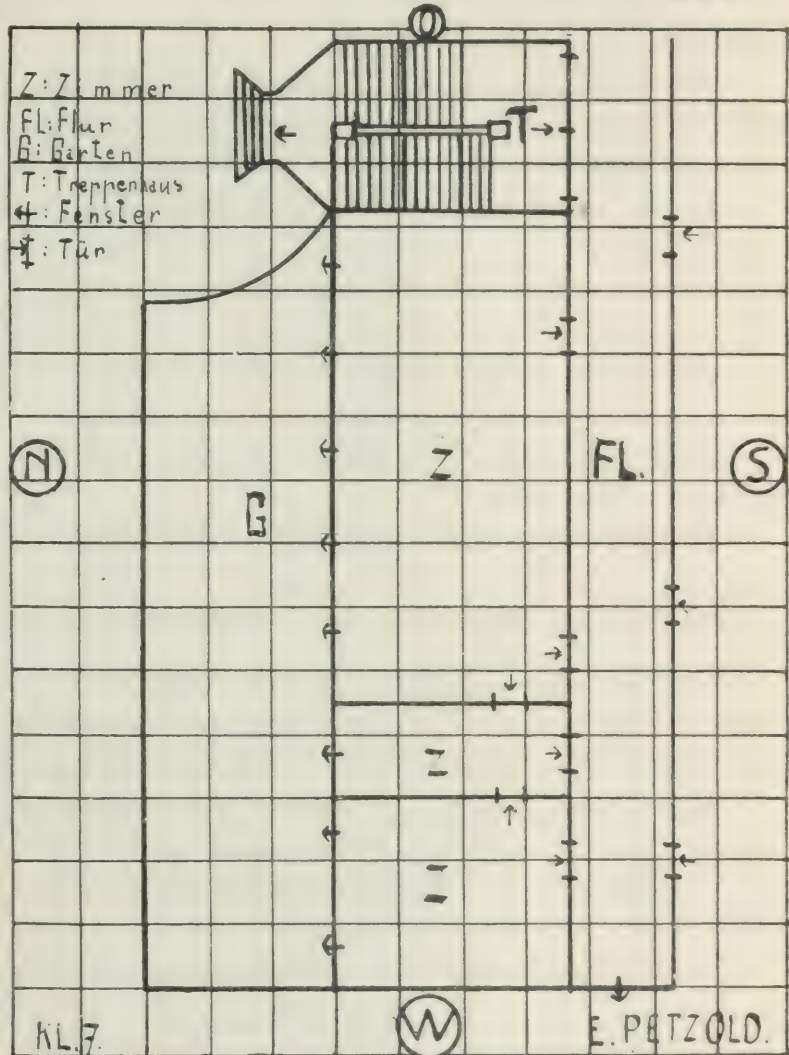 O
Z: Zimmer
FL: Flur
G: Garten
T: Treppenhaus
: Fenster
: Tür
T
N
Z
FL.
S
G
Z
Z
KL.7.
W
E. PETZOLD.